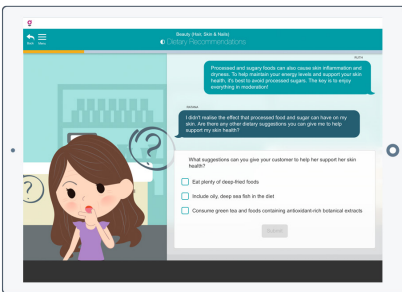 Beauty (Hair, Skin & Nails)
Dietary Recommendations
Back
Menu
RUTH
Processed and sugary foods can also cause skin inflammation and
dryness. To help maintain your energy levels and support your skin
health, it's best to avoid processed sugars. The key is to enjoy
everything in moderation!
I didn't realise the effect that processed food and sugar can have on my
skin. Are there any other dietary suggestions you can give me to help
support my skin health?
What suggestions can you give your customer to help her support her skin
health?
Eat plenty of deep-fried foods
Include oily, deep sea fish in the diet
Consume green tea and foods containing antioxidant-rich botanical extracts
Submit